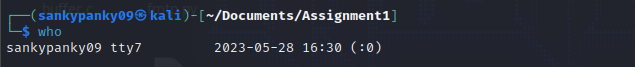 ┌──(sankypanky09㉿kali)-[~/Documents/Assignment1]
└─$ who
sankypanky09 tty7         2023-05-28 16:30 (:0)